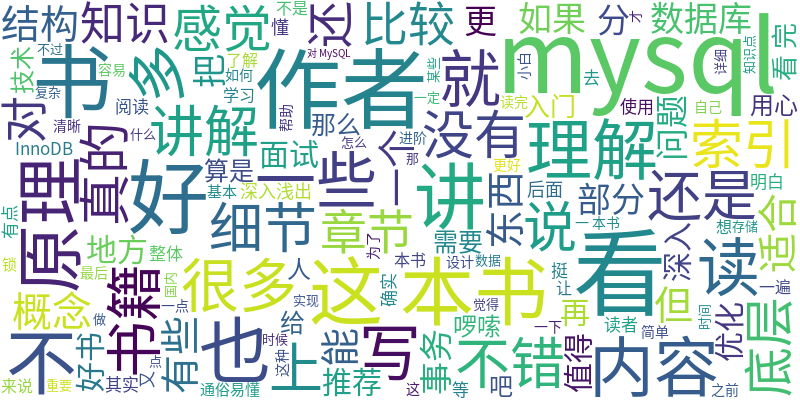 结构
知识
感觉
还
不是
懂
比较
更
如果
分
才
数据库
不过
容易
技术
书
多
把
了解
如何
学习
作者
就
对 MySQL
某些
mysql
小白
去
知识点
详细
看完
复杂
对
阅读
清晰
什么
讲解
帮助
那么
一定
没有
读完
入门
自己
使用
用心
InnoDB
原理
真的
好
算是
面试
一些
怎么
进阶
那
一个
理解
更好
问题
索引
有点
基本
深入浅出
讲
东西
后面
部分
还是
明白
地方
整体
细节
章节
需要
说
一本书
想
存储
适合
锁
最后
国内
概念
书籍
很多
这本书
为了
本书
设计
数据
看
深入
读
一遍
做
一点
人
实现
确实
觉得
挺
让
但
底层
不
好书
有些
也
给
时候
这种
上
能
写
啰嗦
事务
不错
再
一下
读者
值得
内容
简单
时间
优化
来说
重要
其实
又
点
通俗易懂
推荐
这
等
吧
之前